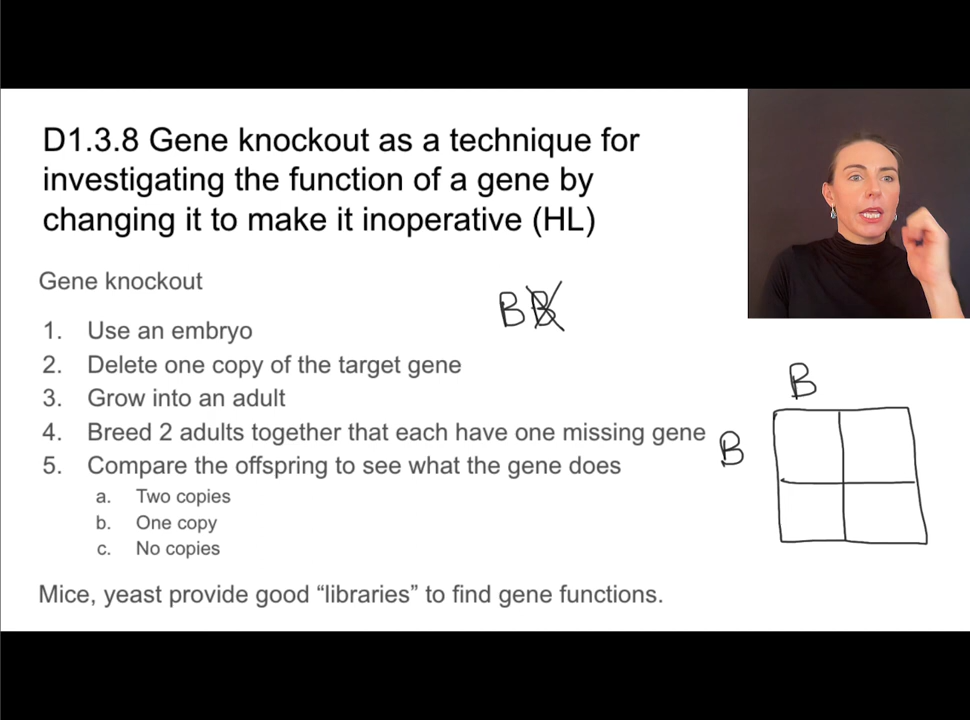 D1.3.8 Gene knockout as a technique for
investigating the function of a gene by
changing it to make it inoperative (HL)
Gene knockout
BB
1. Use an embryo
2. Delete one copy of the target gene
3. Grow into an adult
4. Breed 2 adults together that each have one missing gene
5. Compare the offspring to see what the gene does
a. Two copies
b. One copy
c. No copies
B
B
Mice, yeast provide good “libraries” to find gene functions.